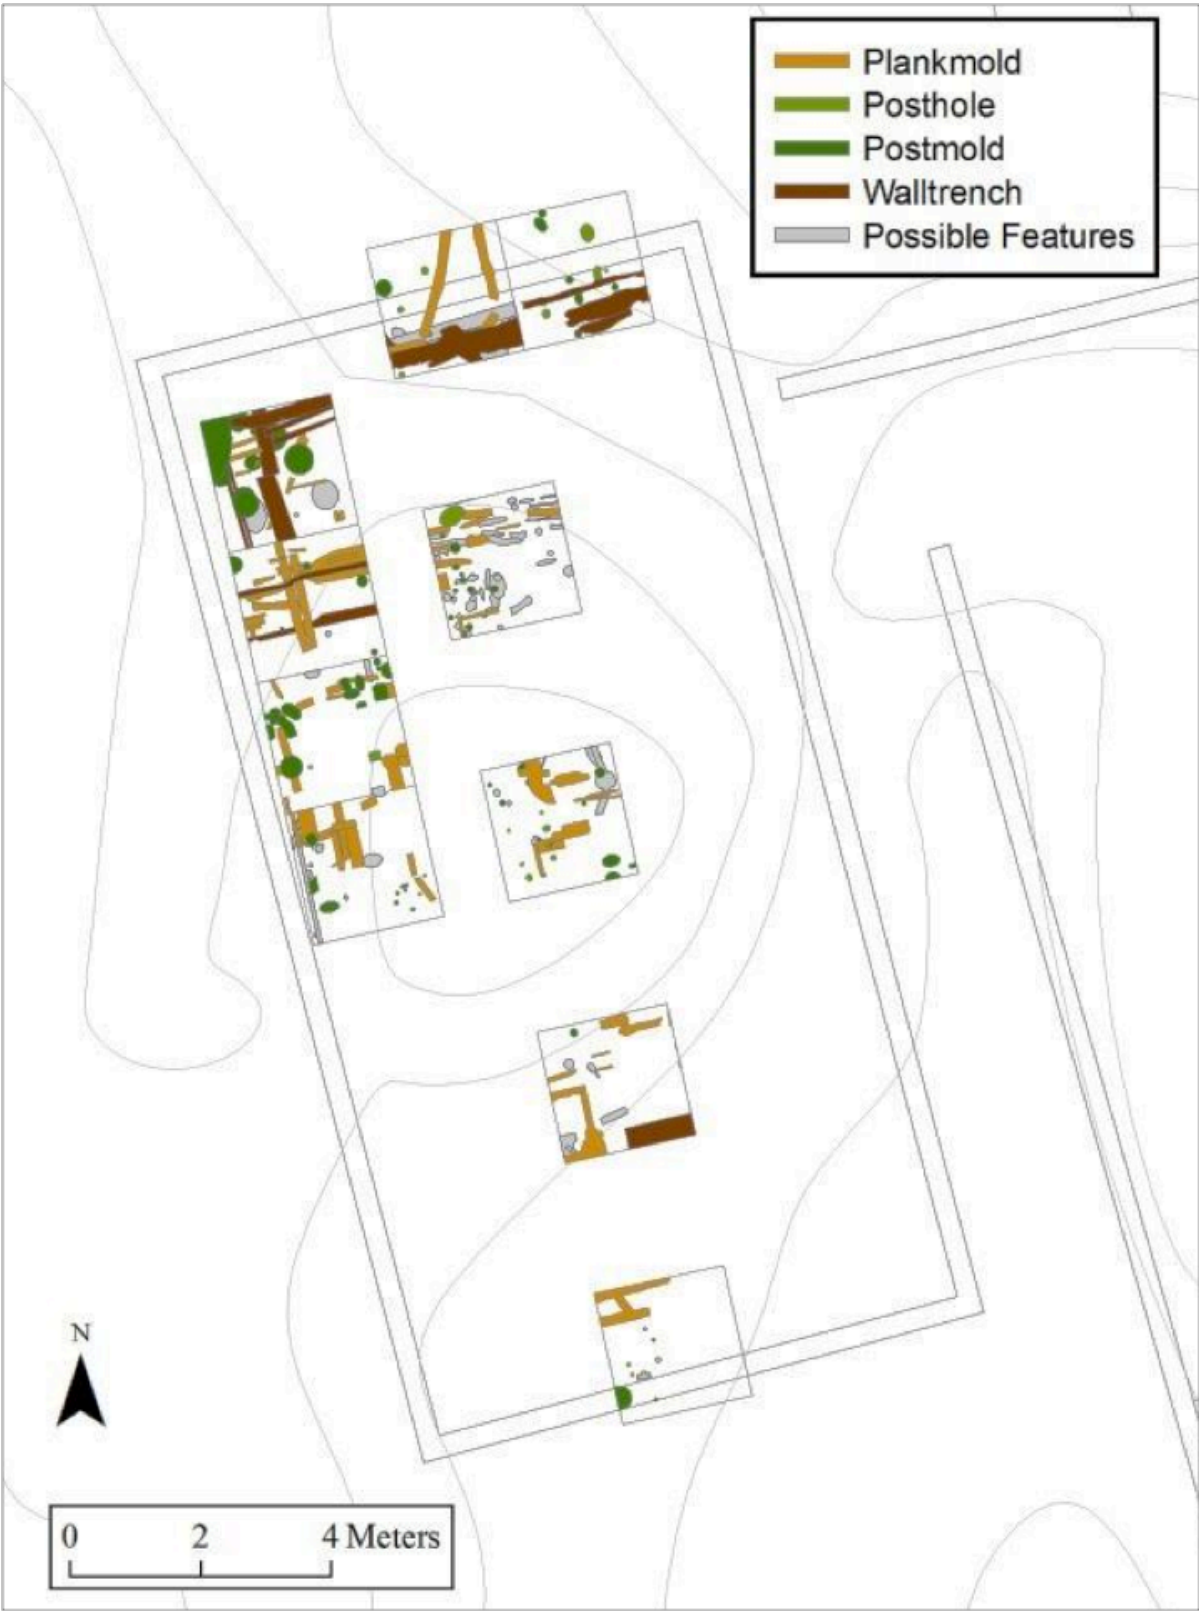 Plankmold
Posthole
Postmold
Walltrench
Possible Features
N
0 2 4 Meters